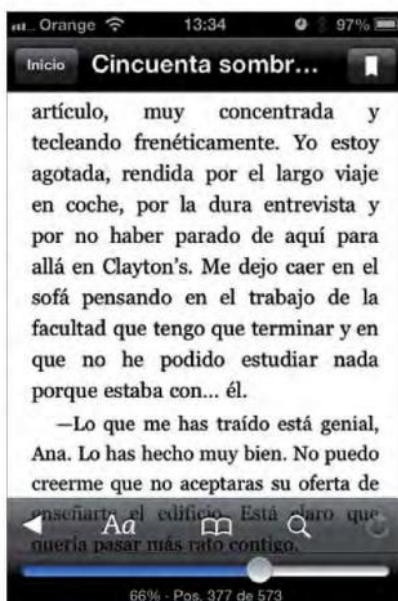 Orange 13:34 97%
Inicio Cincuenta sombr...
artículo, muy concentrada y
tecleando frenéticamente. Yo estoy
agotada, rendida por el largo viaje
en coche, por la dura entrevista y
por no haber parado de aquí para
allá en Clayton's. Me dejo caer en el
sofá pensando en el trabajo de la
facultad que tengo que terminar y en
que no he podido estudiar nada
porque estaba con... él.
—Lo que me has traído está genial,
Ana. Lo has hecho muy bien. No puedo
creerme que no aceptaras su oferta de
enseñarte el edificio. Está claro que
quería pasar más rato contigo.
Aa
66% - Pos. 377 de 573